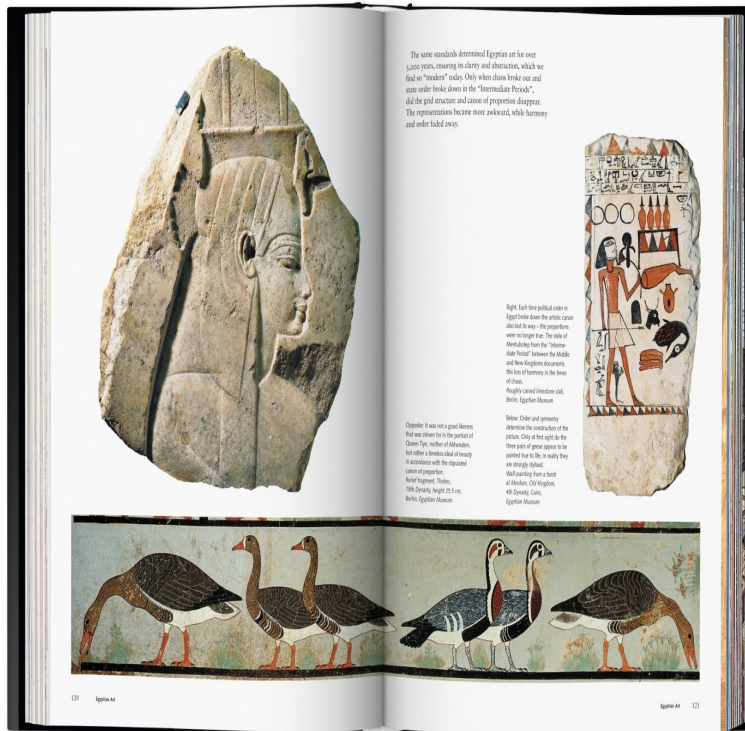 The same standards determined Egyptian art for over
3,000 years, ensuring its clarity and abstraction, which we
find so “modern” today. Only when chaos broke out and
state order broke down in the “Intermediate Periods”,
did the grid structure and canon of proportion disappear.
The representations became more awkward, while harmony
and order faded away.
Right: Each time political order in
Egypt broke down the artistic canon
also lost its way – the proportions
were no longer true. The stele of
Mentuhotep from the “Interme-
diate Period” between the Middle
and New Kingdoms documents
this loss of harmony in the times
of chaos.
Roughly carved limestone slab,
Berlin, Egyptian Museum
Opposite: It was not a good likeness
that was striven for in the portrait of
Queen Tiye, mother of Akhenaten,
but rather a timeless ideal of beauty
in accordance with the stipulated
canon of proportion.
Relief fragment, Thebes,
18th Dynasty, height 39.5 cm,
Berlin, Egyptian Museum
Below: Order and symmetry
determine the construction of the
picture. Only at first sight do the
three pairs of geese appear to be
painted true to life; in reality they
are strongly stylised.
Wall-painting from a tomb
at Meidum, Old Kingdom,
4th Dynasty, Cairo,
Egyptian Museum
120 Egyptian Art
Egyptian Art 121